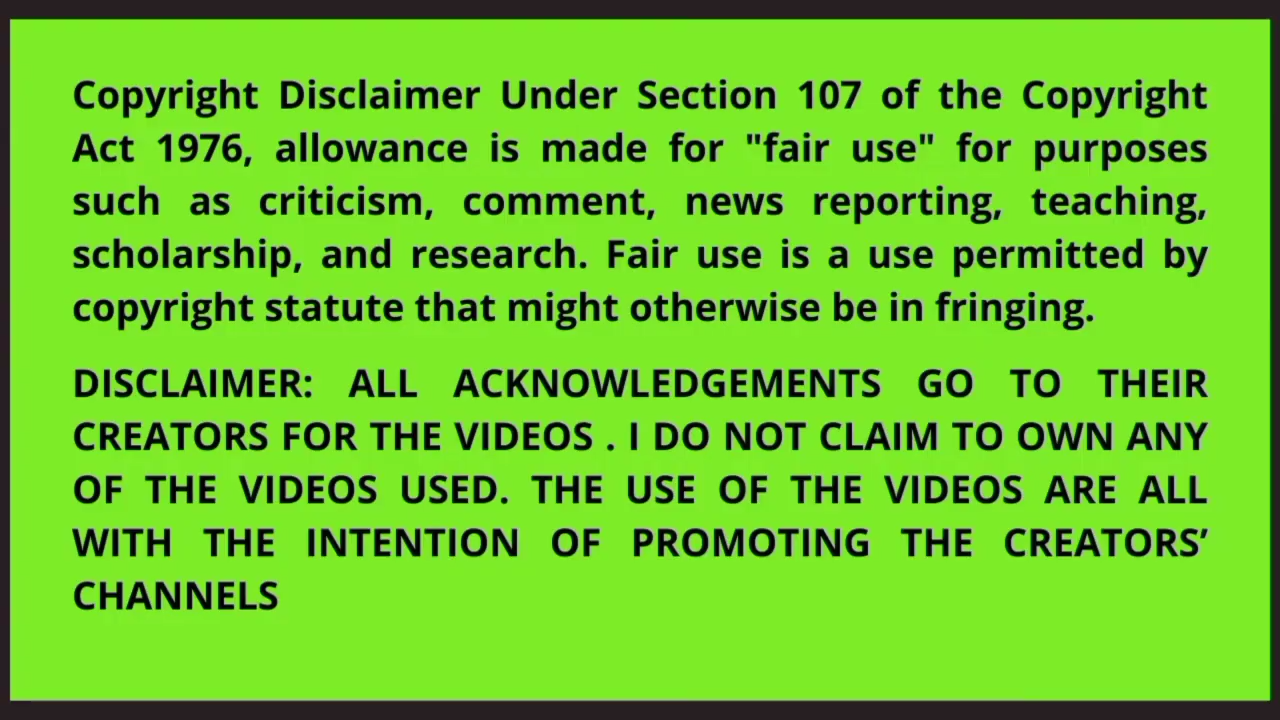 Copyright Disclaimer Under Section 107 of the Copyright
Act 1976, allowance is made for "fair use" for purposes
such as criticism, comment, news reporting, teaching,
scholarship, and research. Fair use is a use permitted by
copyright statute that might otherwise be in fringing.
DISCLAIMER: ALL ACKNOWLEDGEMENTS GO TO THEIR
CREATORS FOR THE VIDEOS . I DO NOT CLAIM TO OWN ANY
OF THE VIDEOS USED. THE USE OF THE VIDEOS ARE ALL
WITH THE INTENTION OF PROMOTING THE CREATORS’
CHANNELS